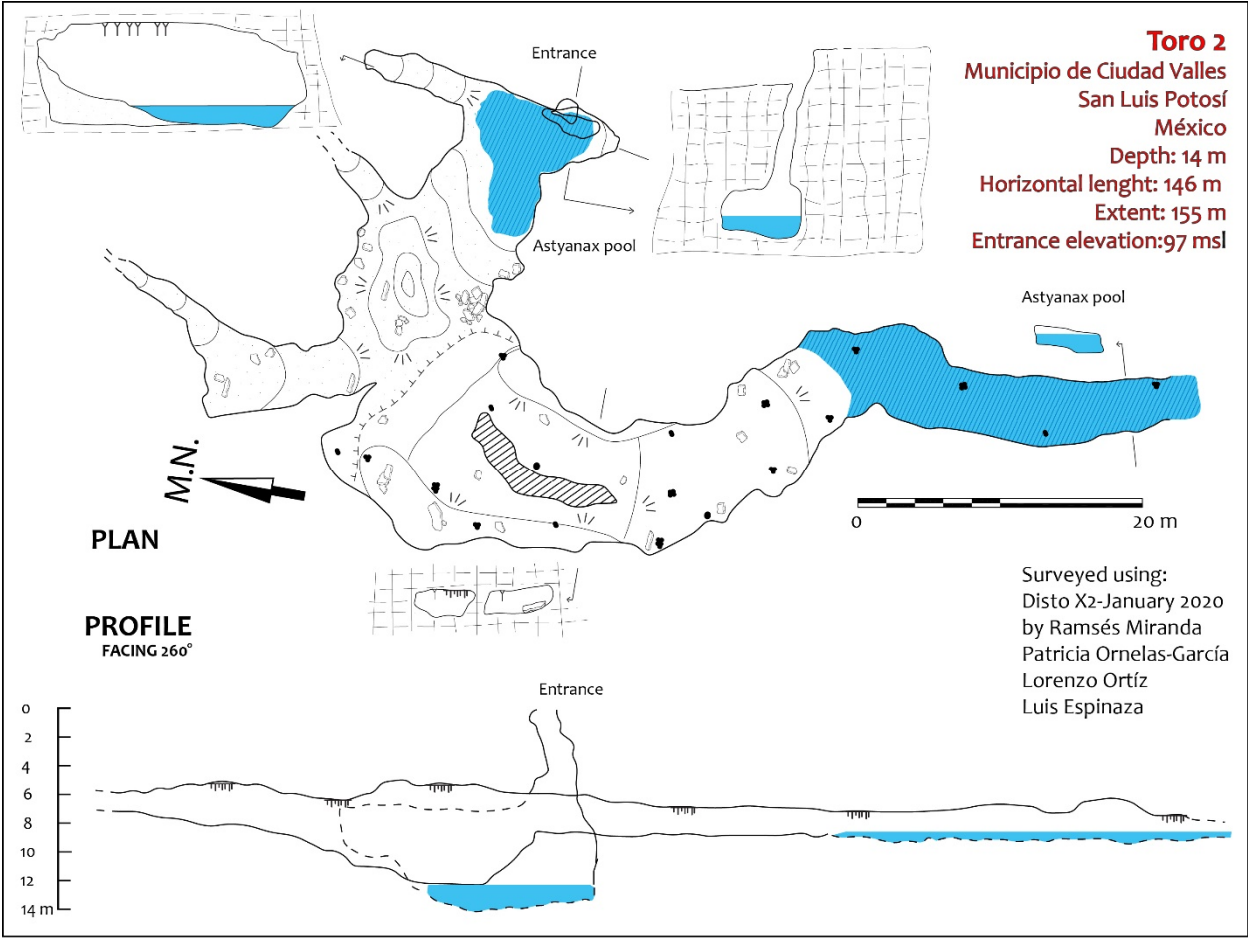 Toro 2
Municipio de Ciudad Valles
San Luis Potosí
México
Depth: 14 m
Horizontal lenght: 146 m
Extent: 155 m
Entrance elevation:97 msl
Entrance
Astyanax pool
Astyanax pool
M.N.
0
20 m
PLAN
Surveyed using:
Disto X2-January 2020
by Ramsés Miranda
Patricia Ornelas-García
Lorenzo Ortíz
Luis Espinaza
PROFILE
FACING 260°
Entrance
0
2
4
6
8
10
12
14 m